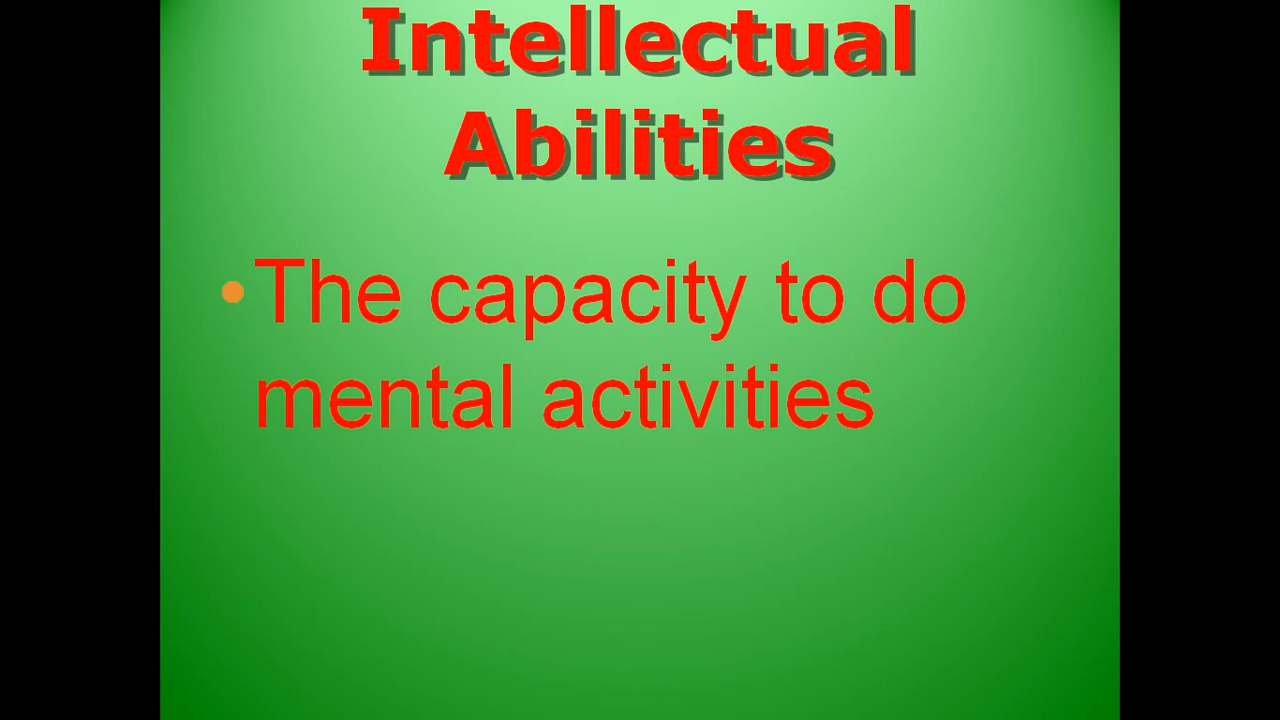 Intellectual
Abilities
•The capacity to do
mental activities